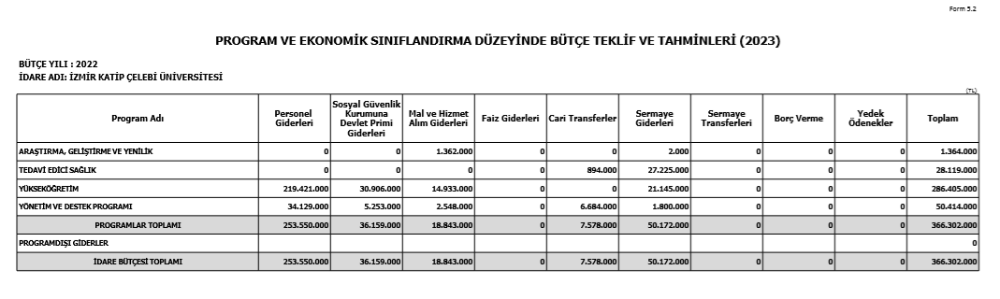 Form 5.2
PROGRAM VE EKONOMİK SINIFLANDIRMA DÜZEYİNDE BÜTÇE TEKLİF VE TAHMİNLERİ (2023)
BÜTÇE YILI : 2022
İDARE ADI: İZMİR KATİP ÇELEBİ ÜNİVERSİTESİ
(TL)
Program Adı Personel Giderleri Sosyal Güvenlik Kurumuna Devlet Primi Giderleri Mal ve Hizmet Alım Giderleri Faiz Giderleri Cari Transferler Sermaye Giderleri Sermaye Transferleri Borç Verme Yedek Ödenekler Toplam
ARAŞTIRMA, GELİŞTİRME VE YENİLİK 0 0 1.362.000 0 0 2.000 0 0 0 1.364.000
TEDAVİ EDİCİ SAĞLIK 0 0 0 0 894.000 27.225.000 0 0 0 28.119.000
YÜKSEKÖĞRETİM 219.421.000 30.906.000 14.933.000 0 0 21.145.000 0 0 0 286.405.000
YÖNETİM VE DESTEK PROGRAMI 34.129.000 5.253.000 2.548.000 0 6.684.000 1.800.000 0 0 0 50.414.000
PROGRAMLAR TOPLAMI 253.550.000 36.159.000 18.843.000 0 7.578.000 50.172.000 0 0 0 366.302.000
PROGRAMDIŞI GİDERLER 0
İDARE BÜTÇESİ TOPLAMI 253.550.000 36.159.000 18.843.000 0 7.578.000 50.172.000 0 0 0 366.302.000